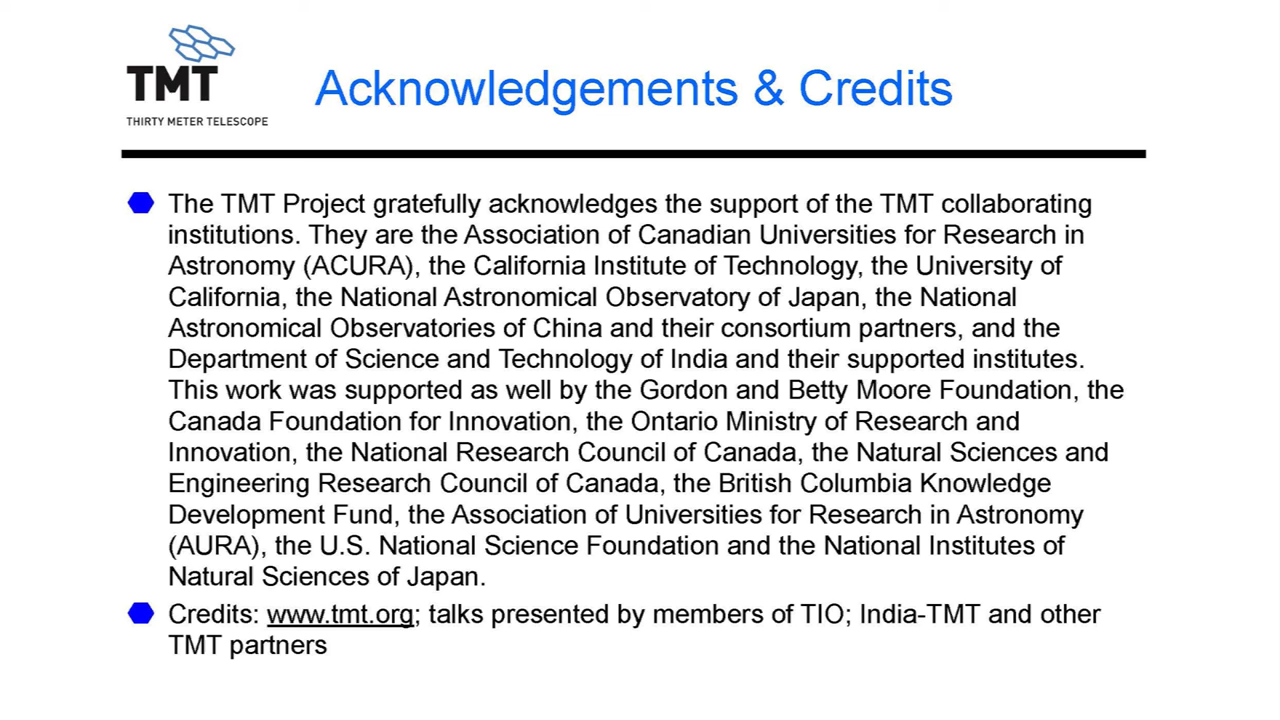 TMT
THIRTY METER TELESCOPE
Acknowledgements & Credits
The TMT Project gratefully acknowledges the support of the TMT collaborating
institutions. They are the Association of Canadian Universities for Research in
Astronomy (ACURA), the California Institute of Technology, the University of
California, the National Astronomical Observatory of Japan, the National
Astronomical Observatories of China and their consortium partners, and the
Department of Science and Technology of India and their supported institutes.
This work was supported as well by the Gordon and Betty Moore Foundation, the
Canada Foundation for Innovation, the Ontario Ministry of Research and
Innovation, the National Research Council of Canada, the Natural Sciences and
Engineering Research Council of Canada, the British Columbia Knowledge
Development Fund, the Association of Universities for Research in Astronomy
(AURA), the U.S. National Science Foundation and the National Institutes of
Natural Sciences of Japan.
Credits: www.tmt.org; talks presented by members of TIO; India-TMT and other
TMT partners